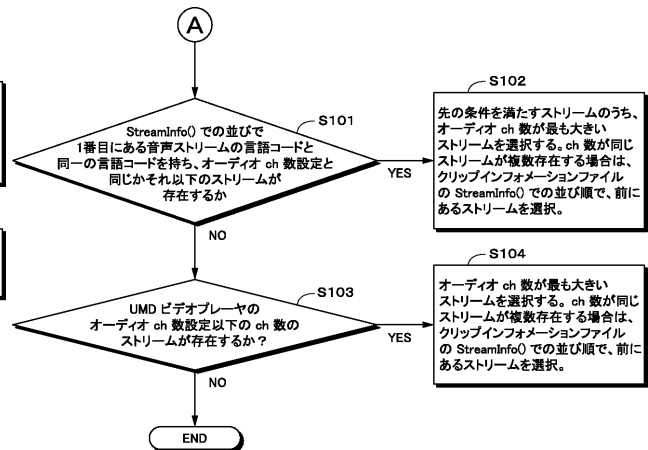 A
S101
StreamInfo() での並びで
1番目にある音声ストリームの言語コードと
同一の言語コードを持ち、オーディオ ch 数設定と
同じかそれ以下のストリームが
存在するか
YES
NO
S102
先の条件を満たすストリームのうち、
オーディオ ch 数が最も大きい
ストリームを選択する。ch 数が同じ
ストリームが複数存在する場合は、
クリップインフォメーションファイル
の StreamInfo() での並び順で、前に
あるストリームを選択。
S103
UMD ビデオプレーヤの
オーディオ ch 数設定以下の ch 数の
ストリームが存在するか?
YES
NO
S104
オーディオ ch 数が最も大きい
ストリームを選択する。ch 数が同じ
ストリームが複数存在する場合は、
クリップインフォメーションファイル
の StreamInfo() での並び順で、前に
あるストリームを選択。
END